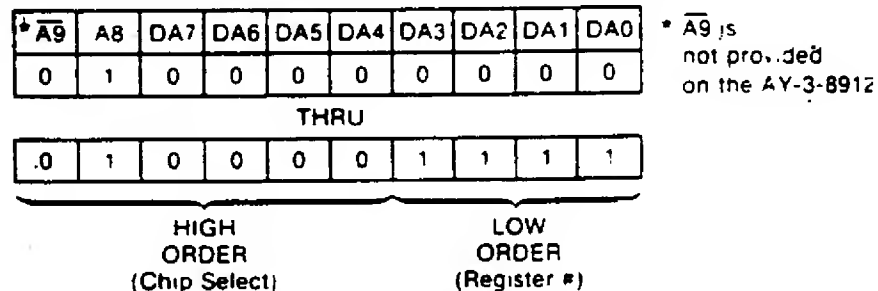 * A9 A8 DA7 DA6 DA5 DA4 DA3 DA2 DA1 DA0
0 1 0 0 0 0 0 0 0 0
THRU
.0 1 0 0 0 0 1 1 1 1
HIGH
ORDER
(Chip Select)
LOW
ORDER
(Register #)
* A9 is
not provided
on the AY-3-8912